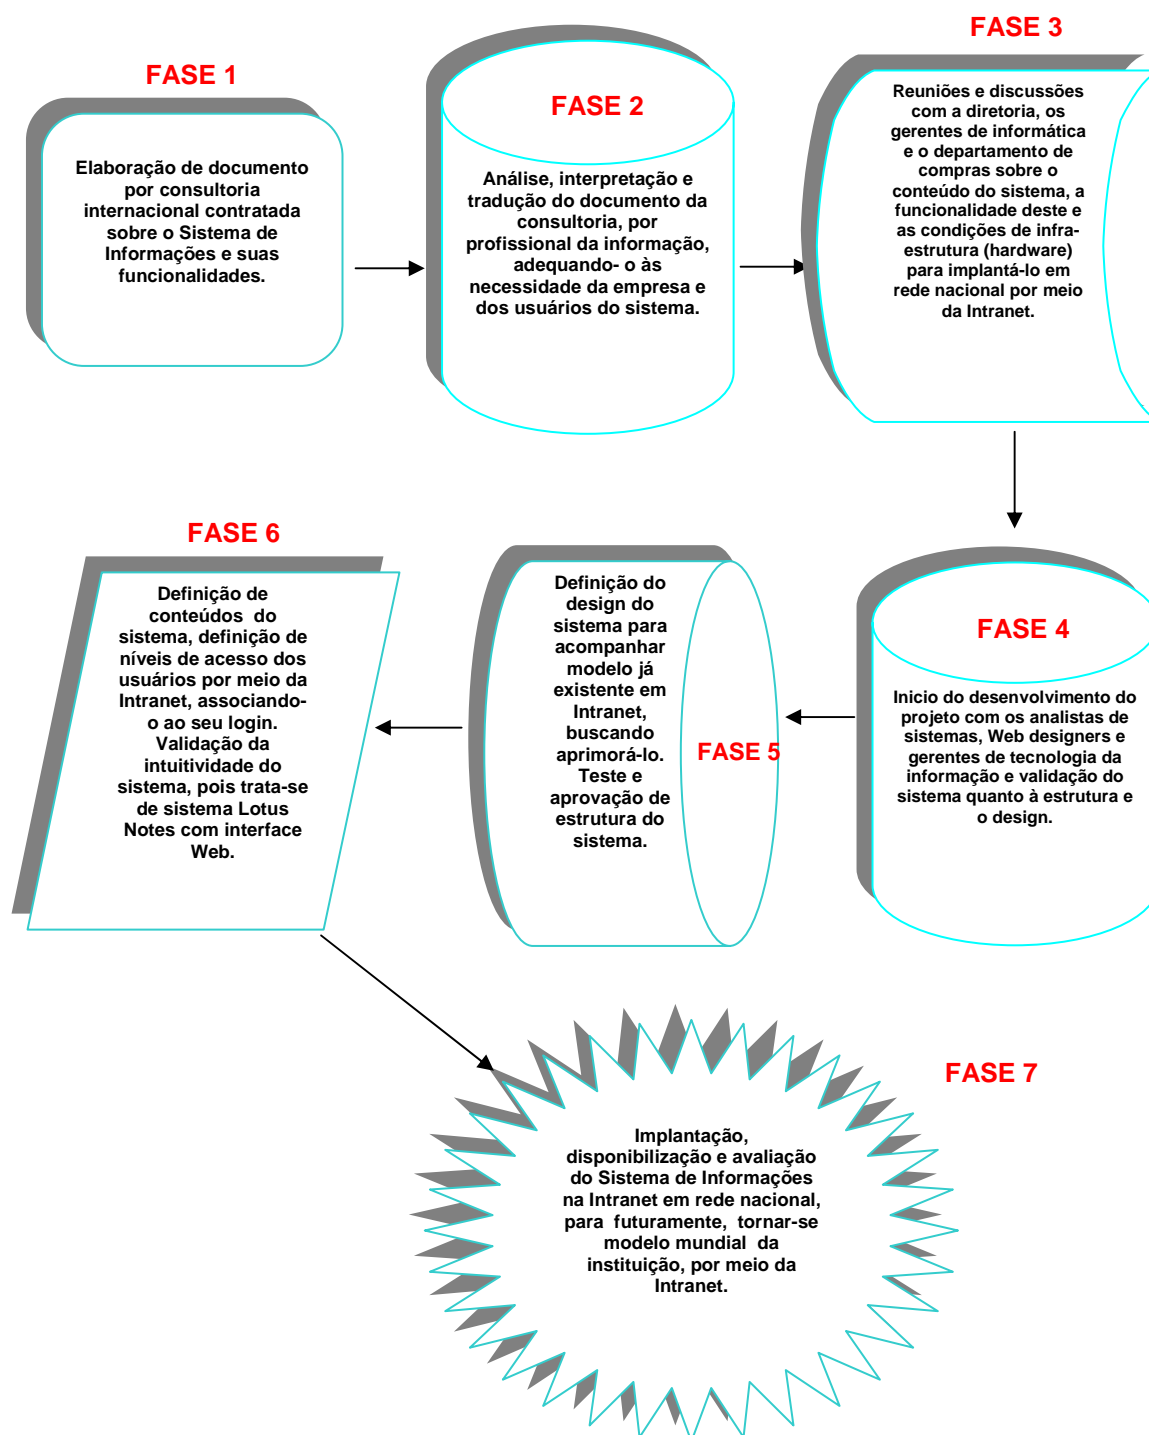 FASE 1
Elaboração de documento
por consultoria
internacional contratada
sobre o Sistema de
Informações e suas
funcionalidades.
FASE 2
Análise, interpretação e
tradução do documento da
consultoria, por
profissional da informação,
adequando- o às
necessidade da empresa e
dos usuários do sistema.
FASE 3
Reuniões e discussões
com a diretoria, os
gerentes de informática
e o departamento de
compras sobre o
conteúdo do sistema, a
funcionalidade deste e
as condições de infra-
estrutura (hardware)
para implantá-lo em
rede nacional por meio
da Intranet.
FASE 4
Inicio do desenvolvimento do
projeto com os analistas de
sistemas, Web designers e
gerentes de tecnologia da
informação e validação do
sistema quanto à estrutura e
o design.
FASE 5
Definição do
design do
sistema para
acompanhar
modelo já
existente em
Intranet,
buscando
aprimorá-lo.
Teste e
aprovação de
estrutura do
sistema.
FASE 6
Definição de
conteúdos do
sistema, definição de
níveis de acesso dos
usuários por meio da
Intranet, associando-
o ao seu login.
Validação da
intuitividade do
sistema, pois trata-se
de sistema Lotus
Notes com interface
Web.
FASE 7
Implantação,
disponibilização e avaliação
do Sistema de Informações
na Intranet em rede nacional,
para futuramente, tornar-se
modelo mundial da
instituição, por meio da
Intranet.